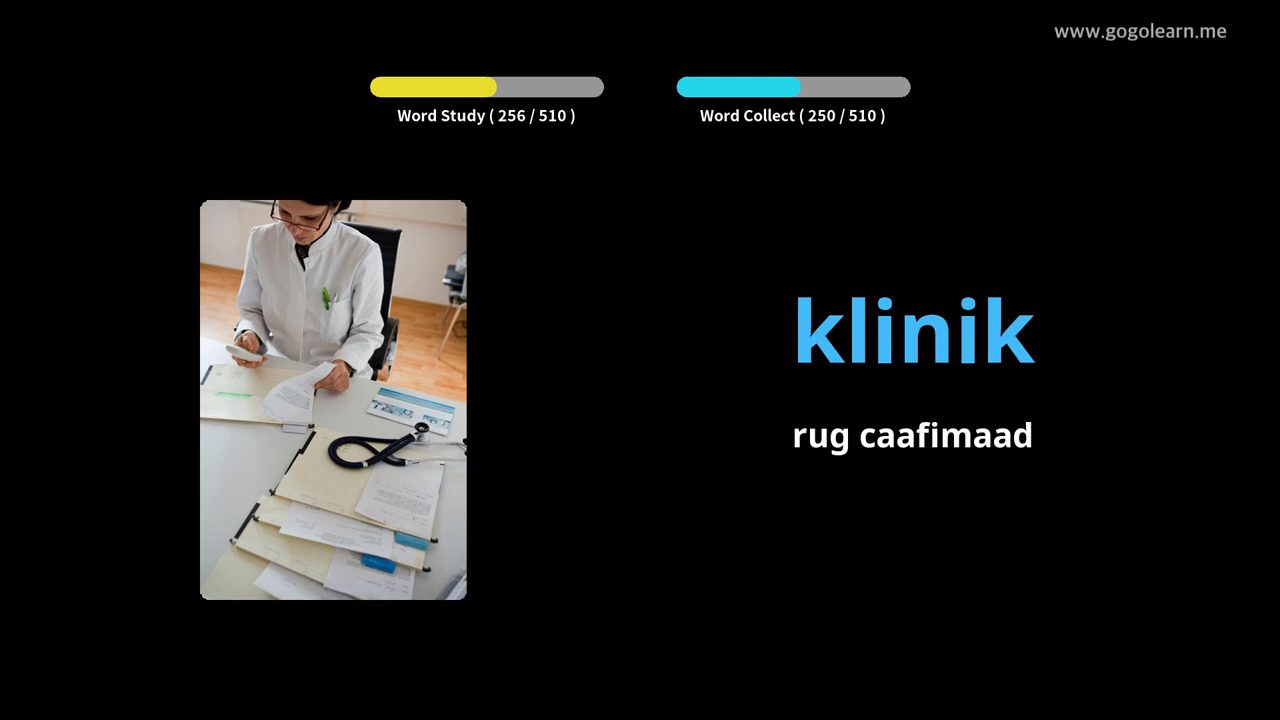 www.gogolearn.me
Word Study ( 256 / 510 )
Word Collect ( 250 / 510 )
klinik
rug caafimaad